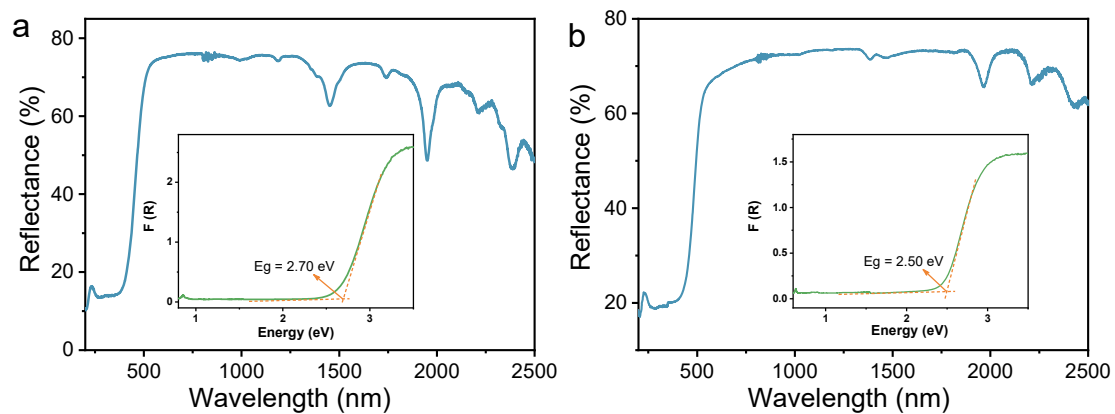 a
80
60
40
20
0
Reflectance (%)
500
1000
1500
2000
2500
Wavelength (nm)
2
1
0
F (R)
Eg = 2.70 eV
1
2
3
Energy (eV)
b
80
60
40
20
Reflectance (%)
500
1000
1500
2000
2500
Wavelength (nm)
1.5
1.0
0.5
0.0
F (R)
Eg = 2.50 eV
1
2
3
Energy (eV)